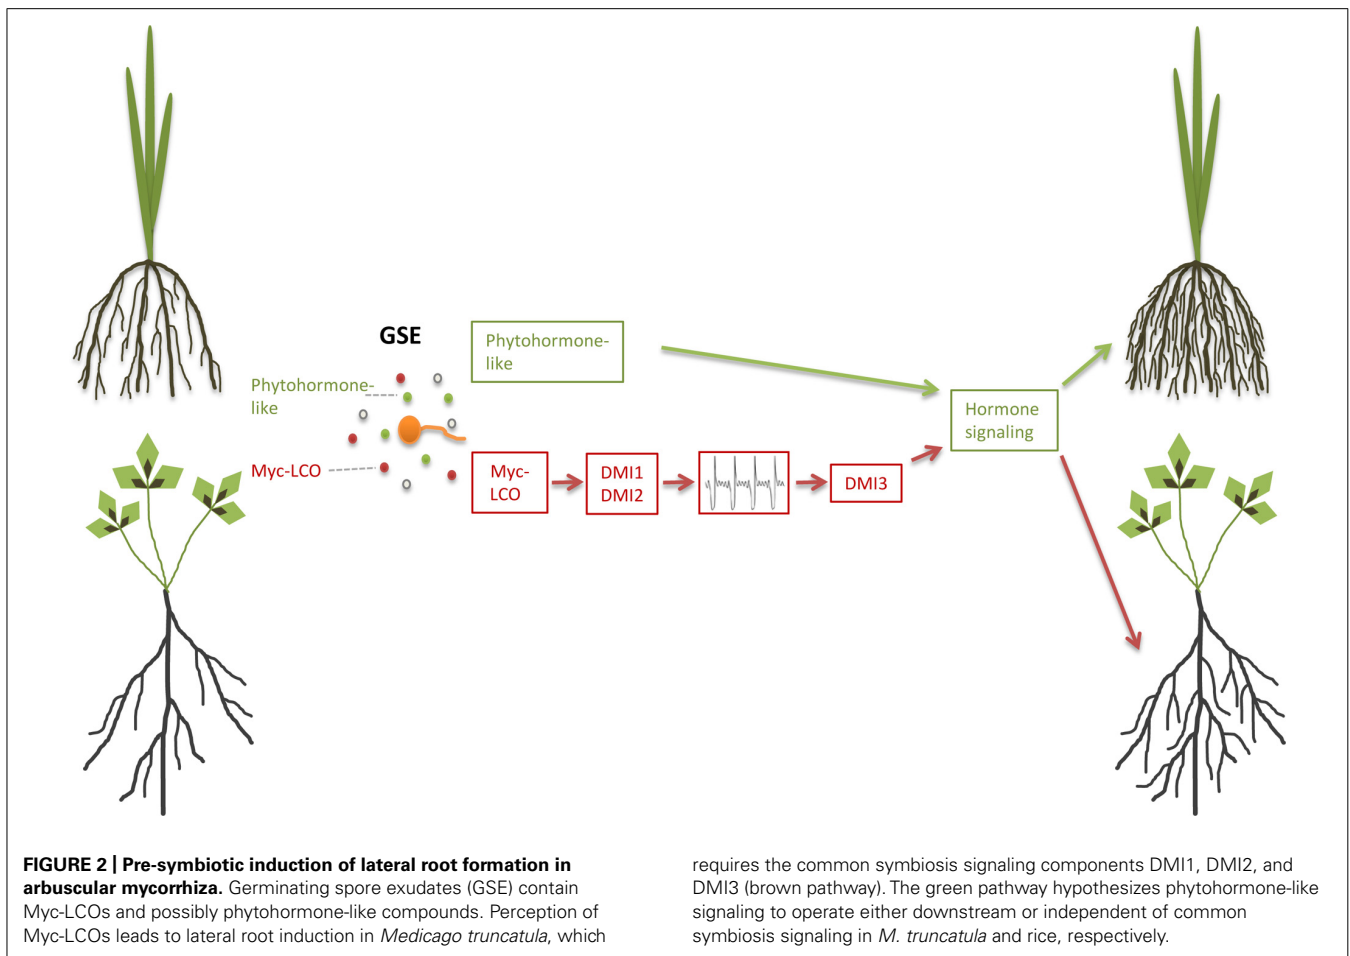 GSE
Phytohormone-
like
Phytohormone-
like
Myc-LCO
Myc-
LCO
DMI1
DMI2
DMI3
Hormone
signaling
FIGURE 2 | Pre-symbiotic induction of lateral root formation in
arbuscular mycorrhiza. Germinating spore exudates (GSE) contain
Myc-LCOs and possibly phytohormone-like compounds. Perception of
Myc-LCOs leads to lateral root induction in Medicago truncatula, which
requires the common symbiosis signaling components DMI1, DMI2, and
DMI3 (brown pathway). The green pathway hypothesizes phytohormone-like
signaling to operate either downstream or independent of common
symbiosis signaling in M. truncatula and rice, respectively.